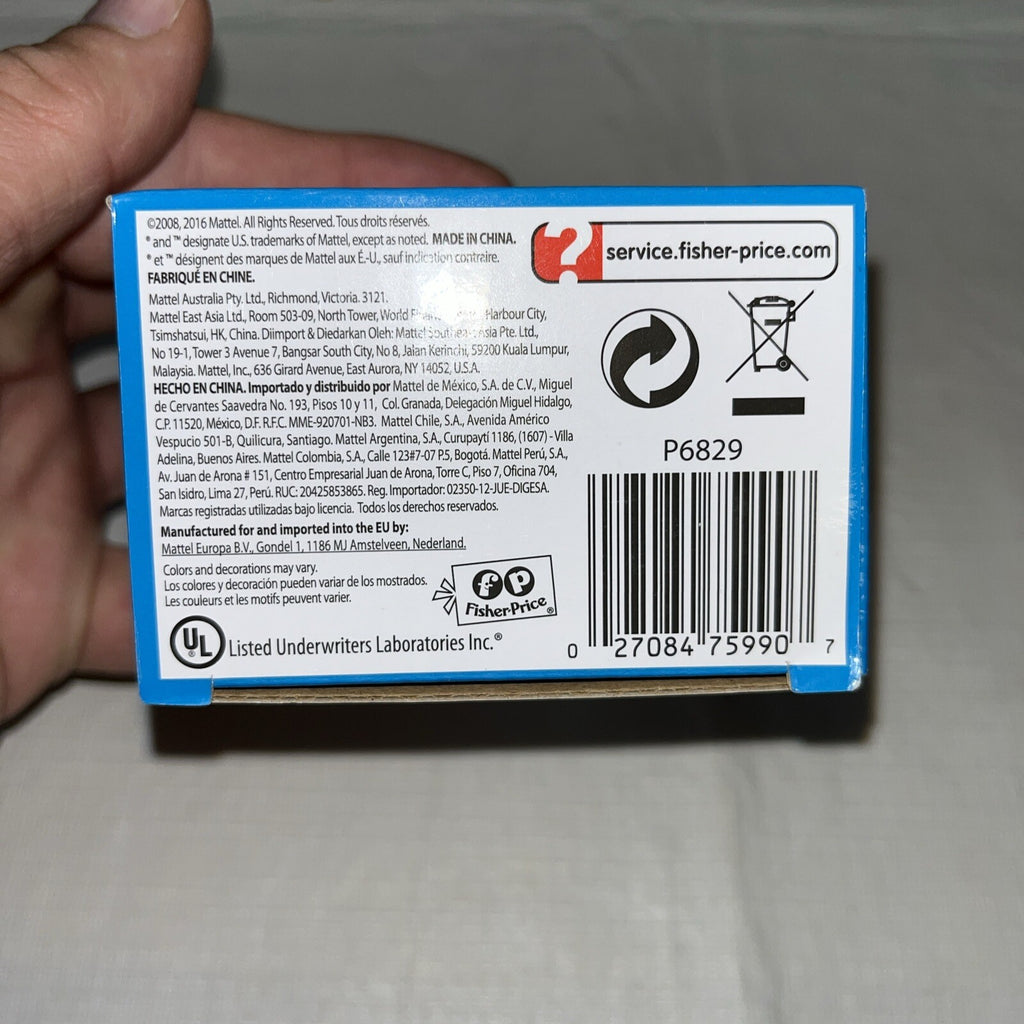 ©2008, 2016 Mattel. All Rights Reserved. Tous droits réservés.
® and ™ designate U.S. trademarks of Mattel, except as noted. MADE IN CHINA.
® et ™ désignent des marques de Mattel aux É.-U., sauf indication contraire.
FABRIQUÉ EN CHINE.
Mattel Australia Pty. Ltd., Richmond, Victoria. 3121.
Mattel East Asia Ltd., Room 503-09, North Tower, World Harbour City,
Tsimshatsui, HK, China. Diimport & Diedarkan Oleh: Mattel Pte. Ltd.,
No 19-1, Tower 3 Avenue 7, Bangsar South City, No 8, Jalan Kerinchi, 59200 Kuala Lumpur,
Malaysia. Mattel, Inc., 636 Girard Avenue, East Aurora, NY 14052, U.S.A.
HECHO EN CHINA. Importado y distribuido por Mattel de México, S.A. de C.V., Miguel
de Cervantes Saavedra No. 193, Pisos 10 y 11, Col. Granada, Delegación Miguel Hidalgo,
C.P. 11520, México, D.F. R.F.C. MME-920701-NB3. Mattel Chile, S.A., Avenida Américo
Vespucio 501-B, Quilicura, Santiago. Mattel Argentina, S.A., Curupaytí 1186, (1607) - Villa
Adelina, Buenos Aires. Mattel Colombia, S.A., Calle 123#7-07 P.5, Bogotá. Mattel Perú, S.A.,
Av. Juan de Arona # 151, Centro Empresarial Juan de Arona, Torre C, Piso 7, Oficina 704,
San Isidro, Lima 27, Perú. RUC: 20425853865. Reg. Importador: 02350-12-JUE-DIGESA.
Marcas registradas utilizadas bajo licencia. Todos los derechos reservados.
Manufactured for and imported into the EU by:
Mattel Europa B.V., Gondel 1, 1186 MJ Amstelveen, Nederland.
Colors and decorations may vary.
Los colores y decoración pueden variar de los mostrados.
Les couleurs et les motifs peuvent varier.
UL
Listed Underwriters Laboratories Inc.®
fp
Fisher-Price®
?
service.fisher-price.com
P6829
0 27084 75990 7